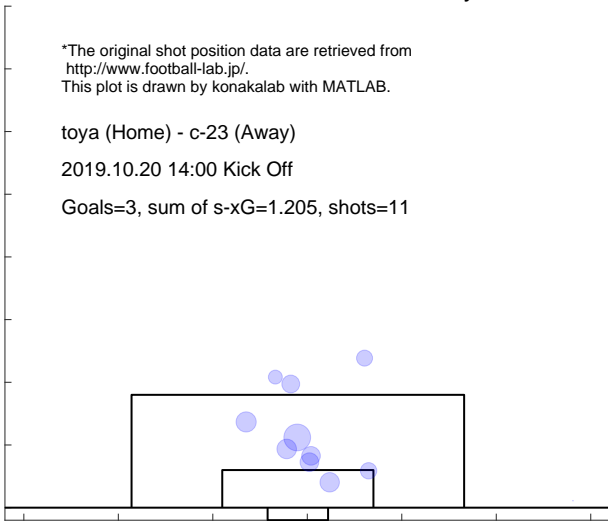 *The original shot position data are retrieved from
http://www.football-lab.jp/.
This plot is drawn by konakalab with MATLAB.
toya (Home) - c-23 (Away)
2019.10.20 14:00 Kick Off
Goals=3, sum of s-xG=1.205, shots=11